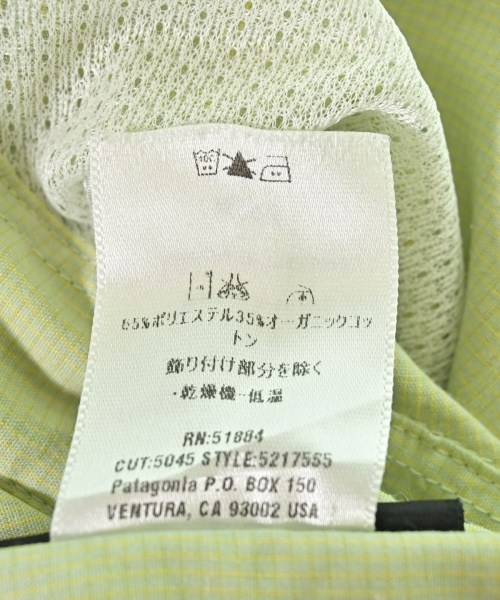 65%ポリエステル35%オーガニックコッ
トン
飾り付け部分を除く
・乾燥機-低温
RN:51884
CUT:5045 STYLE:52175S5
Patagonia P.O. BOX 150
VENTURA, CA 93002 USA